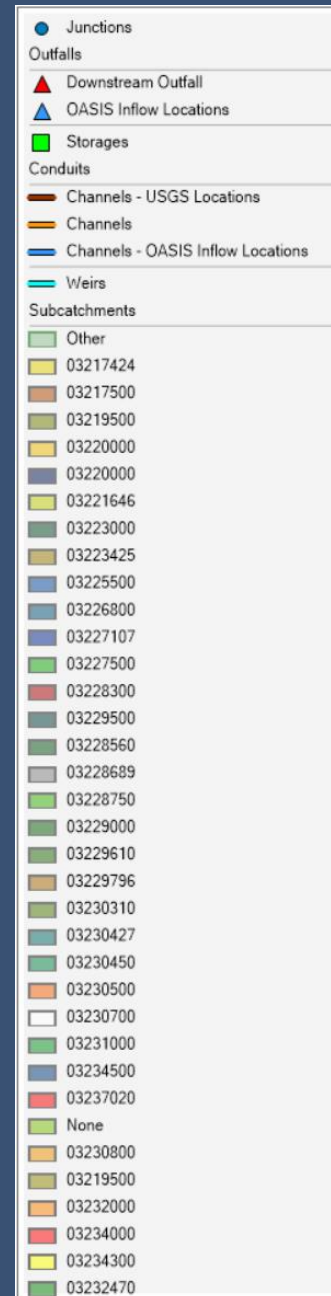 Junctions
Outfalls
Downstream Outfall
OASIS Inflow Locations
Storages
Conduits
Channels - USGS Locations
Channels
Channels - OASIS Inflow Locations
Weirs
Subcatchments
Other
03217424
03217500
03219500
03220000
03220000
03221646
03223000
03223425
03225500
03226800
03227107
03227500
03228300
03229500
03228560
03228689
03228750
03229000
03229610
03229796
03230310
03230427
03230450
03230500
03230700
03231000
03234500
03237020
None
03230800
03219500
03232000
03234000
03234300
03232470